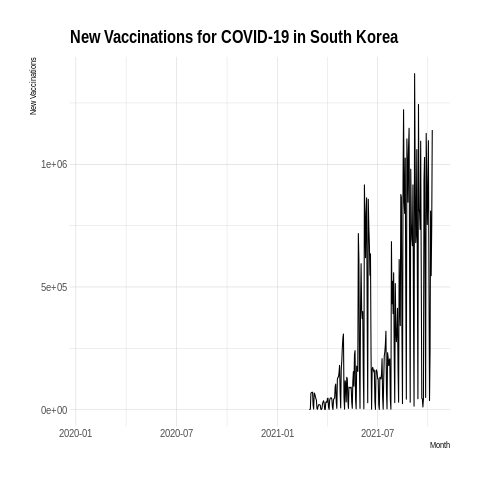 New Vaccinations for COVID-19 in South Korea
New Vaccinations
1e+06
5e+05
0e+00
2020-01 2020-07 2021-01 2021-07
Month